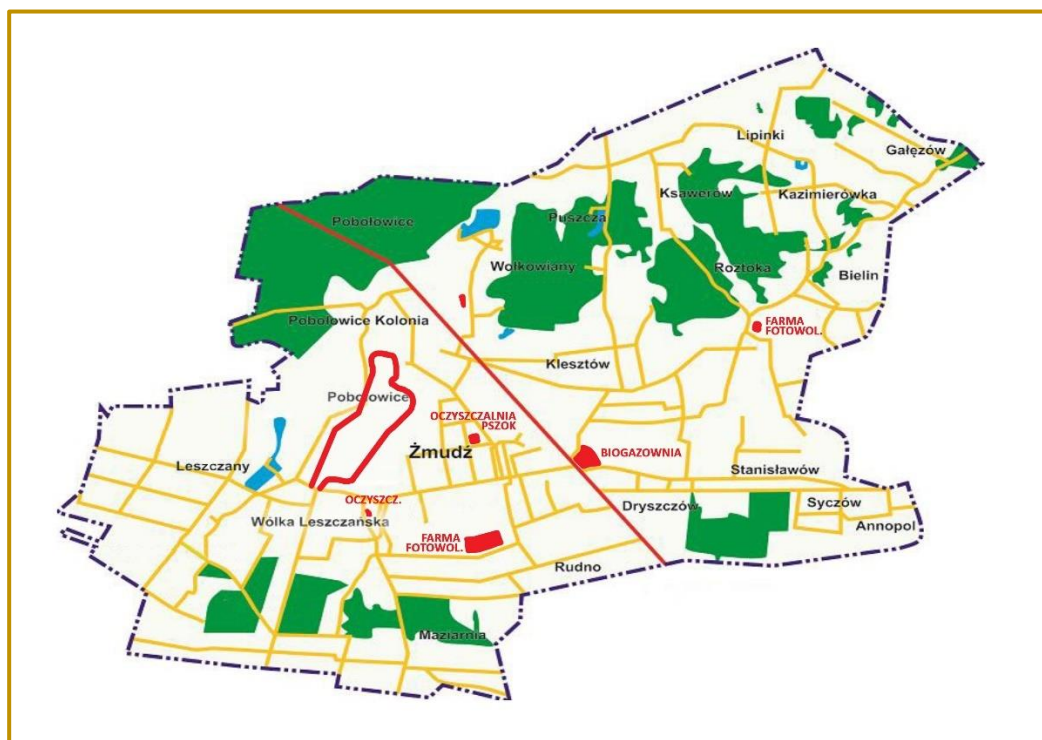 Lipinki
Gałęzów
Ksawerów
Kazimierówka
Pobołowice
Puszcza
Wołkowiany
Roztoka
Bielin
Pobołowice Kolonia
FARMA
FOTOWOL.
Klesztów
Pobołowice
OCZYSZCZALNIA
PSZOK
Żmudź
BIOGAZOWNIA
Leszczany
Stanisławów
OCZYSZCZ.
Dryszczów
Syczów
Wólka Leszczańska
Annopol
FARMA
FOTOWOL.
Rudno
Maziarnia